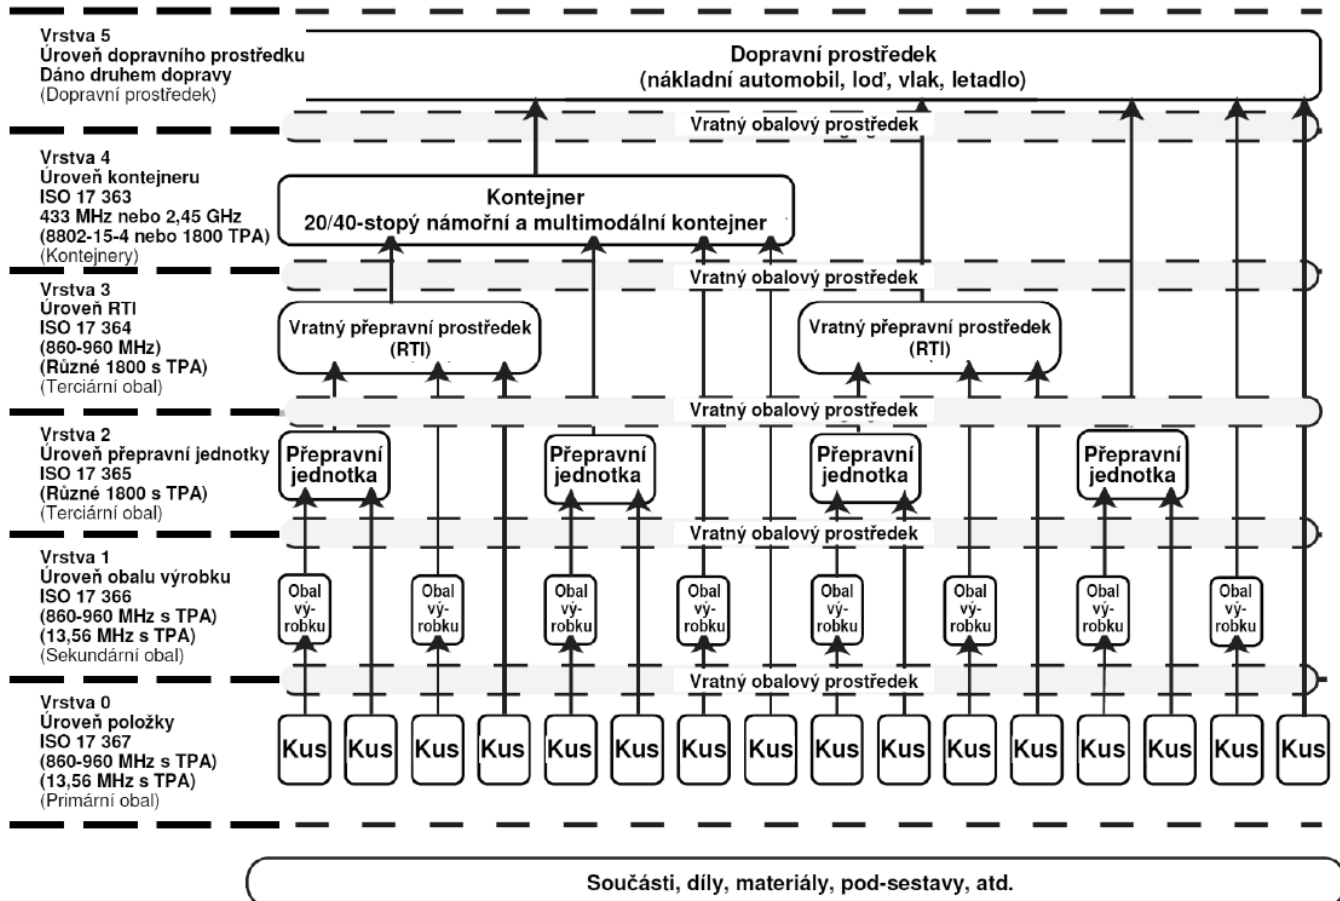 Vrstva 5
Úroveň dopravního prostředku
Dáno druhem dopravy
(Dopravní prostředek)
Dopravní prostředek
(nákladní automobil, loď, vlak, letadlo)
Vratný obalový prostředek
Vrstva 4
Úroveň kontejneru
ISO 17 363
433 MHz nebo 2,45 GHz
(8802-15-4 nebo 1800 TPA)
(Kontejnery)
Kontejner
20/40-stopý námořní a multimodální kontejner
Vratný obalový prostředek
Vrstva 3
Úroveň RTI
ISO 17 364
(860-960 MHz)
(Různé 1800 s TPA)
(Terciární obal)
Vratný přepravní prostředek
(RTI)
Vratný přepravní prostředek
(RTI)
Vratný obalový prostředek
Vrstva 2
Úroveň přepravní jednotky
ISO 17 365
(Různé 1800 s TPA)
(Terciární obal)
Přepravní
jednotka
Přepravní
jednotka
Přepravní
jednotka
Přepravní
jednotka
Vratný obalový prostředek
Vrstva 1
Úroveň obalu výrobku
ISO 17 366
(860-960 MHz s TPA)
(13,56 MHz s TPA)
(Sekundární obal)
Obal
vý-
robku
Obal
vý-
robku
Obal
vý-
robku
Obal
vý-
robku
Obal
vý-
robku
Obal
vý-
robku
Obal
vý-
robku
Obal
vý-
robku
Vratný obalový prostředek
Vrstva 0
Úroveň položky
ISO 17 367
(860-960 MHz s TPA)
(13,56 MHz s TPA)
(Primární obal)
Kus Kus Kus Kus Kus Kus Kus Kus Kus Kus Kus Kus Kus Kus Kus Kus
Součásti, díly, materiály, pod-sestavy, atd.